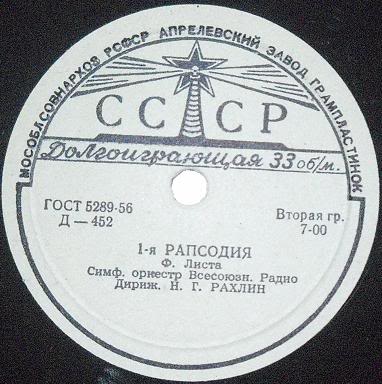 МОСОБЛСОВНАРХОЗ РСФСР АПРЕЛЕВСКИЙ ЗАВОД ГРАМПЛАСТИНОК
СССР
Долгоиграющая 33 об/м.
ГОСТ 5289-56
Д — 452
Вторая гр.
7-00
1-я РАПСОДИЯ
Ф. Листа
Симф. оркестр Всесоюзн. Радио
Дириж. Н. Г. РАХЛИН